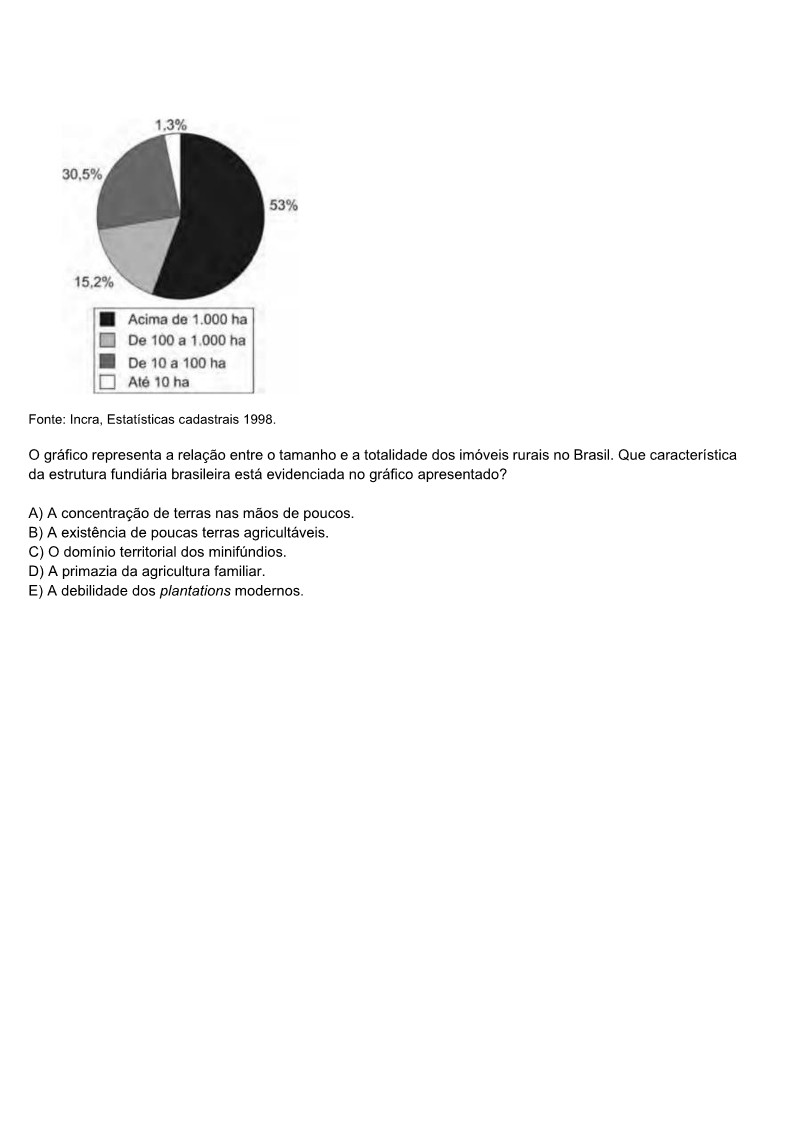 1,3%
30,5%
53%
15,2%
Acima de 1.000 ha
De 100 a 1.000 ha
De 10 a 100 ha
Até 10 ha
Fonte: Incra, Estatísticas cadastrais 1998.
O gráfico representa a relação entre o tamanho e a totalidade dos imóveis rurais no Brasil. Que característica
da estrutura fundiária brasileira está evidenciada no gráfico apresentado?
A) A concentração de terras nas mãos de poucos.
B) A existência de poucas terras agricultáveis.
C) O domínio territorial dos minifúndios.
D) A primazia da agricultura familiar.
E) A debilidade dos plantations modernos.